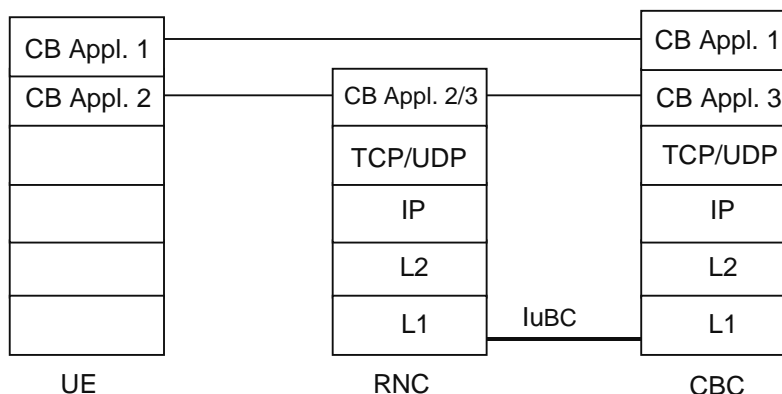 CB Appl. 1
CB Appl. 2
UE
CB Appl. 2/3
TCP/UDP
IP
L2
L1
RNC
IuBC
CB Appl. 1
CB Appl. 3
TCP/UDP
IP
L2
L1
CBC